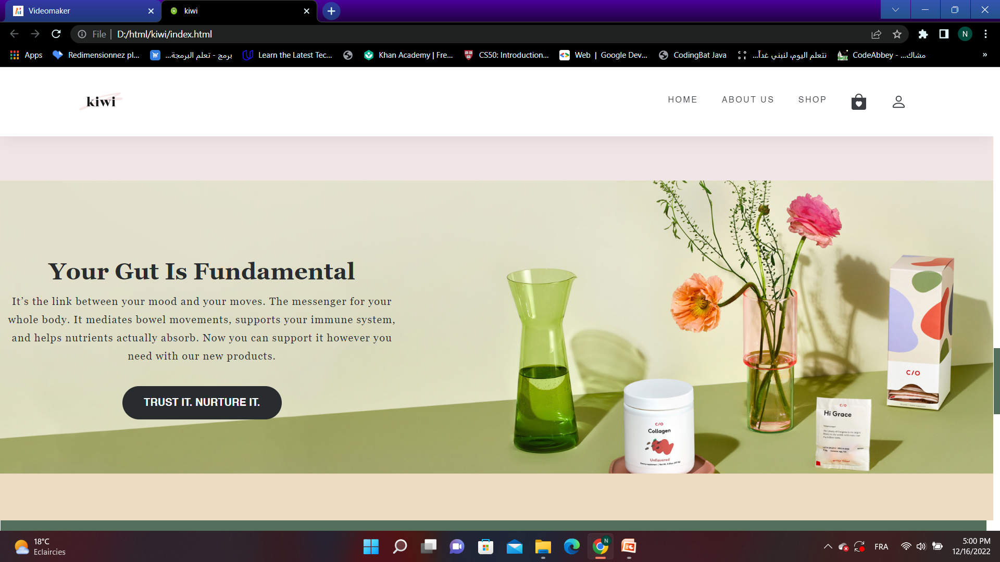 Videomaker
kiwi
File
D:/html/kiwi/index.html
N
Apps
Redimensionnez pl...
برمج - تعلم البرمجة...
Learn the Latest Tec...
Khan Academy | Fre...
CS50: Introduction...
Web | Google Dev...
CodingBat Java
نتعلم اليوم، لنبني غداً...
CodeAbbey - مشاك...
»
kiwi
HOME
ABOUT US
SHOP
Your Gut Is Fundamental
It’s the link between your mood and your moves. The messenger for your
whole body. It mediates bowel movements, supports your immune system,
and helps nutrients actually absorb. Now you can support it however you
need with our new products.
TRUST IT. NURTURE IT.
C/O
C/O
Hi Grace
C/O
Collagen
Unflavored
18°C
Eclaircies
N
FRA
5:00 PM
12/16/2022